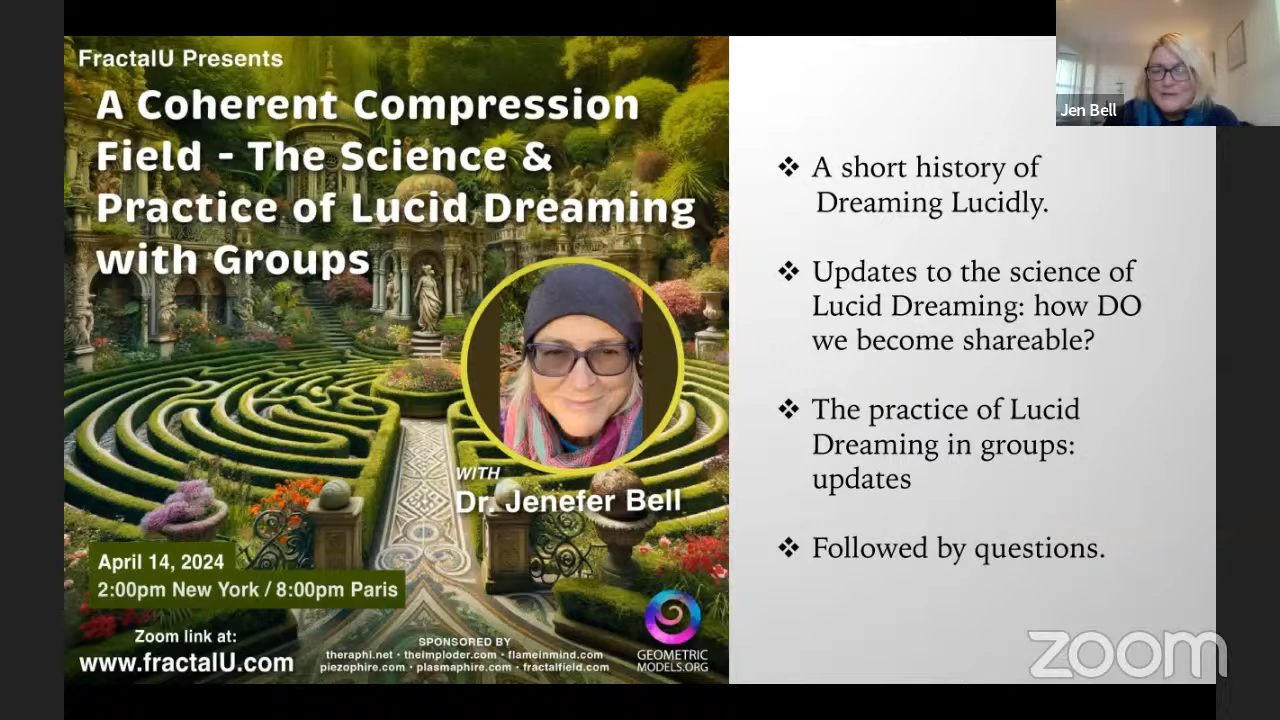 FractalU Presents
A Coherent Compression
Field - The Science &
Practice of Lucid Dreaming
with Groups
WITH
Dr. Jenefer Bell
April 14, 2024
2:00pm New York / 8:00pm Paris
Zoom link at:
www.fractalU.com
SPONSORED BY
theraphi.net • theimploder.com • flameinmind.com
piezophire.com • plasmaphire.com • fractalfield.com
GEOMETRIC
MODELS.ORG
❖ A short history of
Dreaming Lucidly.
❖ Updates to the science of
Lucid Dreaming: how DO
we become shareable?
❖ The practice of Lucid
Dreaming in groups:
updates
❖ Followed by questions.
Jen Bell
zoom